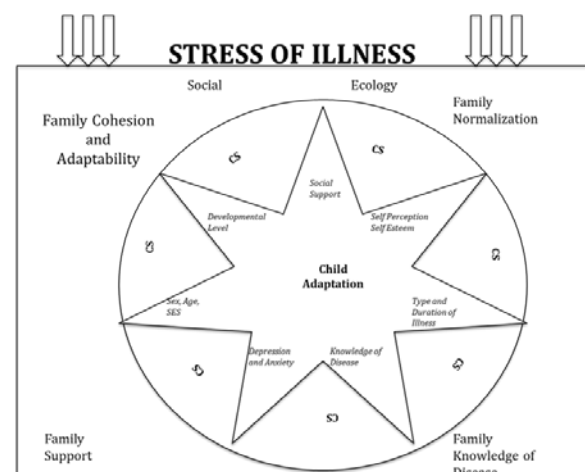 STRESS OF ILLNESS
Social
Ecology
Family Cohesion
and
Adaptability
Family
Normalization
CS
CS
Social
Support
Developmental
Level
Self Perception
Self Esteem
CS
CS
Child
Adaptation
Sex, Age,
SES
Type and
Duration of
Illness
Depression
and Anxiety
Knowledge of
Disease
CS
CS
CS
Family
Support
Family
Knowledge of
Disease